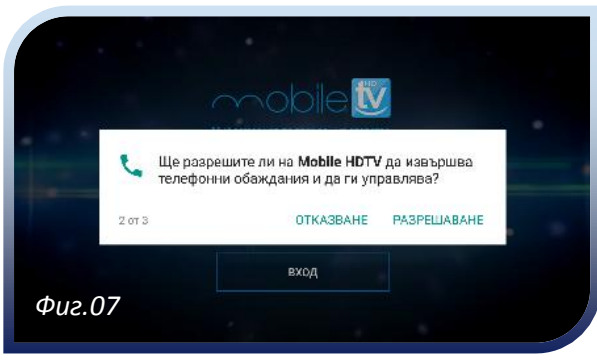 mobile tv HD
Ще разрешите ли на Mobile HDTV да извършва
телефонни обаждания и да ги управлява?
2 от 3
ОТКАЗВАНЕ
РАЗРЕШАВАНЕ
вход
Фиг.07